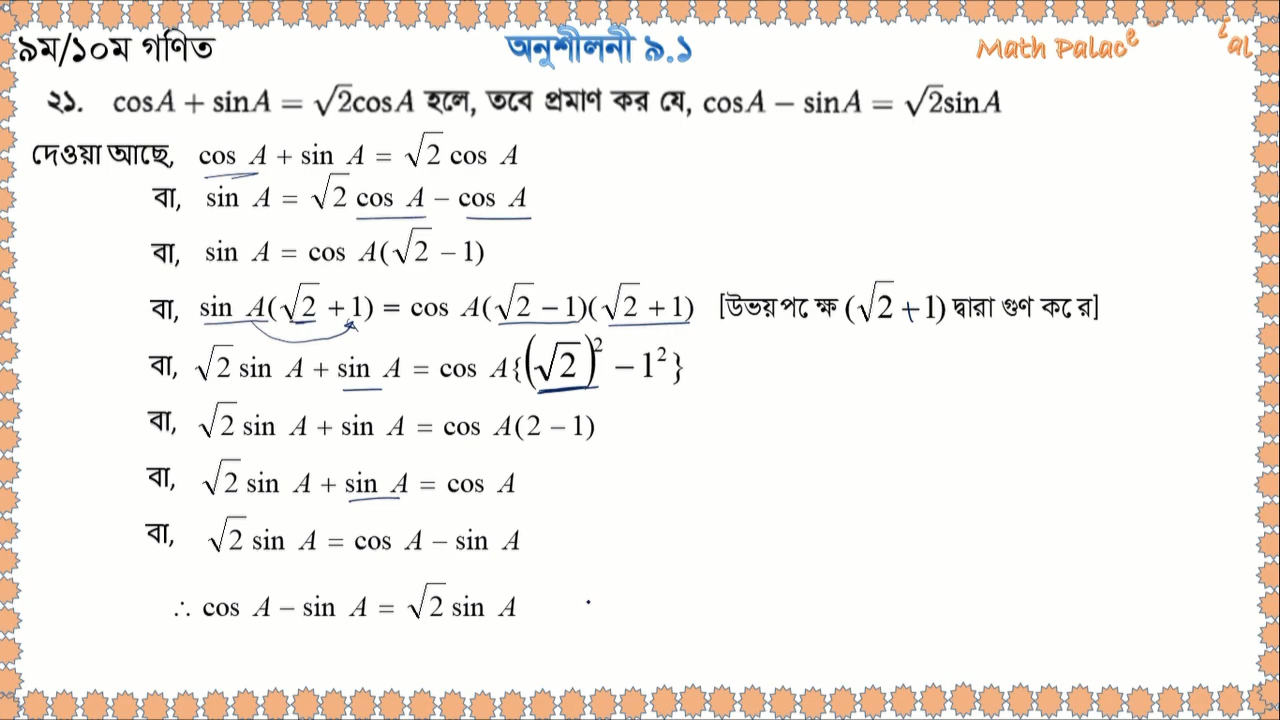 ৯ম/১০ম গণিত
অনুশীলনী ৯.১
Math Palace
২১. cosA + sinA = √2cosA হলে, তবে প্রমাণ কর যে, cosA − sinA = √2sinA
দেওয়া আছে, cos A + sin A = √2 cos A
বা, sin A = √2 cos A − cos A
বা, sin A = cos A(√2 − 1)
বা, sin A(√2 + 1) = cos A(√2 − 1)(√2 + 1) [উভয়পক্ষে (√2 + 1) দ্বারা গুণ করে]
বা, √2 sin A + sin A = cos A{(√2)² − 1²}
বা, √2 sin A + sin A = cos A(2 − 1)
বা, √2 sin A + sin A = cos A
বা, √2 sin A = cos A − sin A
∴ cos A − sin A = √2 sin A